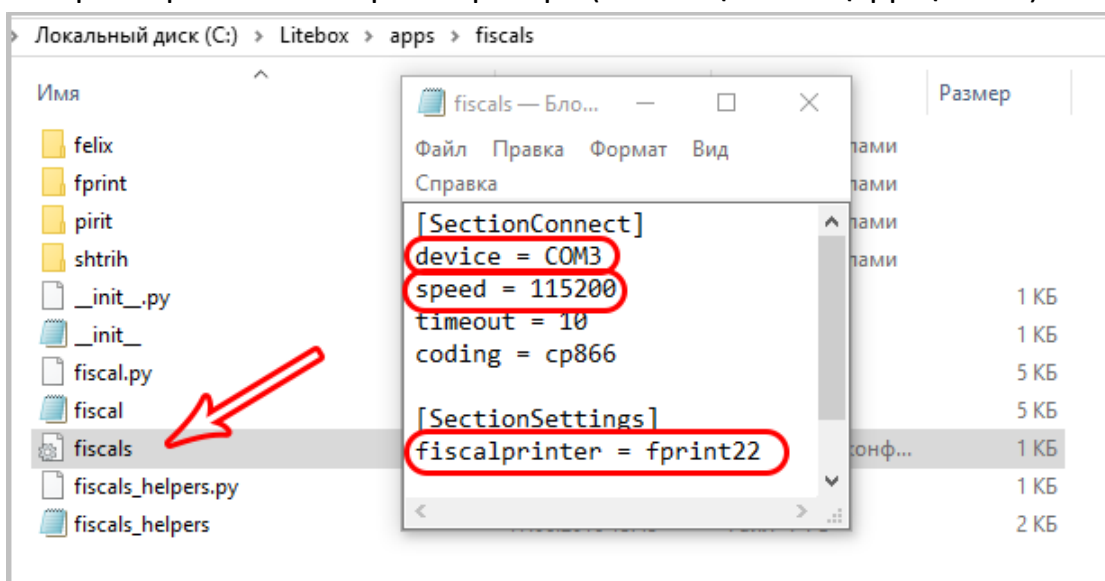 Локальный диск (C:) > Litebox > apps > fiscals
Имя
Размер
felix
fprint
pirit
shtrih
__init__.py
1 КБ
__init__
1 КБ
fiscal.py
5 КБ
fiscal
5 КБ
fiscals
1 КБ
fiscals_helpers.py
1 КБ
fiscals_helpers
2 КБ
fiscals — Бло...
Файл Правка Формат Вид
Справка
[SectionConnect]
device = COM3
speed = 115200
timeout = 10
coding = cp866
[SectionSettings]
fiscalprinter = fprint22